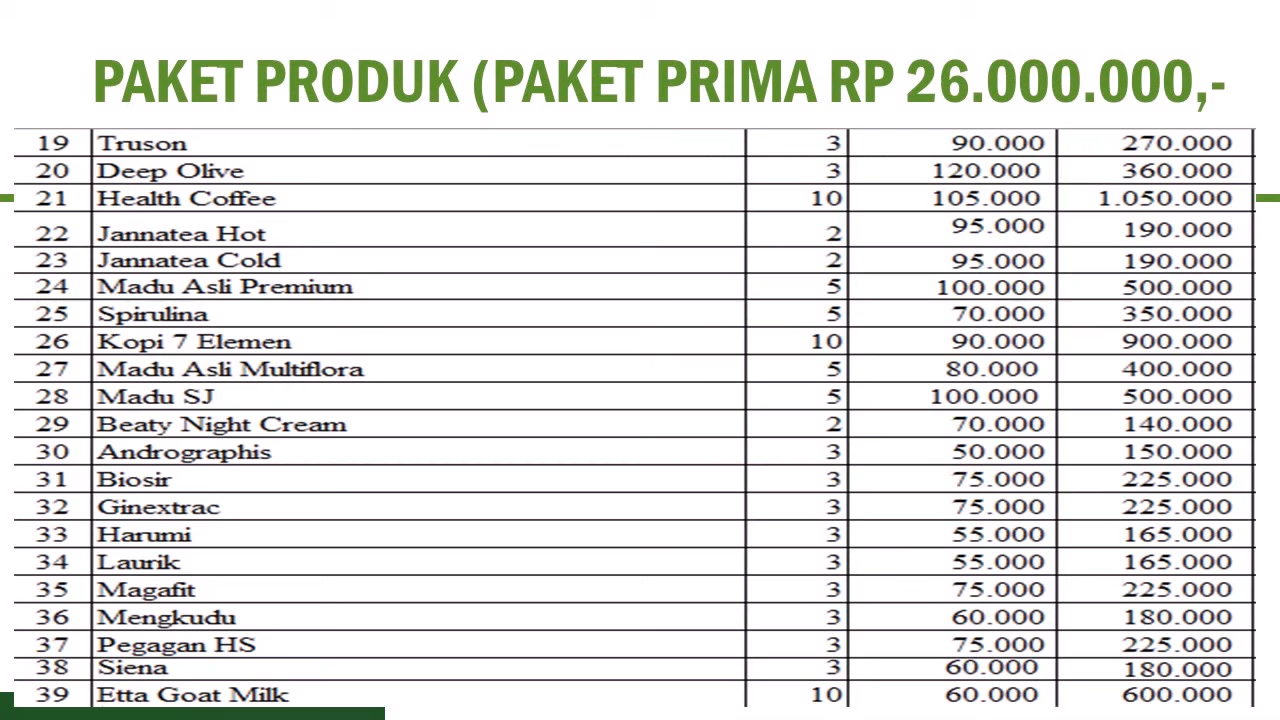 PAKET PRODUK (PAKET PRIMA RP 26.000.000,-
19 Truson 3 90.000 270.000
20 Deep Olive 3 120.000 360.000
21 Health Coffee 10 105.000 1.050.000
22 Jannatea Hot 2 95.000 190.000
23 Jannatea Cold 2 95.000 190.000
24 Madu Asli Premium 5 100.000 500.000
25 Spirulina 5 70.000 350.000
26 Kopi 7 Elemen 10 90.000 900.000
27 Madu Asli Multiflora 5 80.000 400.000
28 Madu SJ 5 100.000 500.000
29 Beaty Night Cream 2 70.000 140.000
30 Andrographis 3 50.000 150.000
31 Biosir 3 75.000 225.000
32 Ginextrac 3 75.000 225.000
33 Harumi 3 55.000 165.000
34 Laurik 3 55.000 165.000
35 Magafit 3 75.000 225.000
36 Mengkudu 3 60.000 180.000
37 Pegagan HS 3 75.000 225.000
38 Siena 3 60.000 180.000
39 Etta Goat Milk 10 60.000 600.000